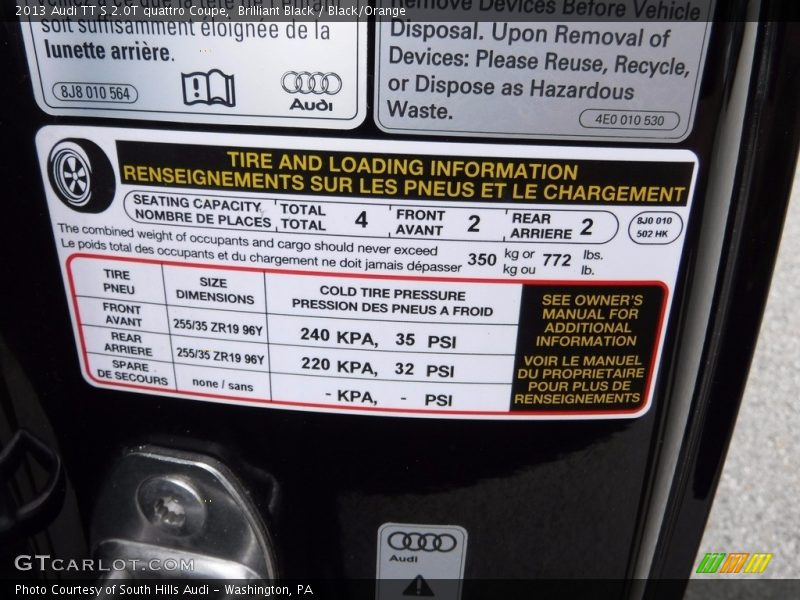 2013 Audi TT S 2.0T quattro Coupe, Brilliant Black / Black/Orange
soit suffisamment éloignée de la
lunette arrière.
8J8 010 564
Audi
Remove Devices Before Vehicle
Disposal. Upon Removal of
Devices: Please Reuse, Recycle,
or Dispose as Hazardous
Waste.
4E0 010 530
TIRE AND LOADING INFORMATION
RENSEIGNEMENTS SUR LES PNEUS ET LE CHARGEMENT
SEATING CAPACITY TOTAL 4 FRONT 2 REAR 2
NOMBRE DE PLACES TOTAL AVANT ARRIERE
8J0 010
502 HK
The combined weight of occupants and cargo should never exceed 350 kg or 772 lbs.
Le poids total des occupants et du chargement ne doit jamais dépasser kg ou lb.
TIRE SIZE COLD TIRE PRESSURE
PNEU DIMENSIONS PRESSION DES PNEUS A FROID
FRONT
AVANT 255/35 ZR19 96Y 240 KPA, 35 PSI
REAR
ARRIERE 255/35 ZR19 96Y 220 KPA, 32 PSI
SPARE
DE SECOURS none / sans - KPA, - PSI
SEE OWNER'S
MANUAL FOR
ADDITIONAL
INFORMATION
VOIR LE MANUEL
DU PROPRIETAIRE
POUR PLUS DE
RENSEIGNEMENTS
Audi
GTCARLOT.COM
Photo Courtesy of South Hills Audi - Washington, PA